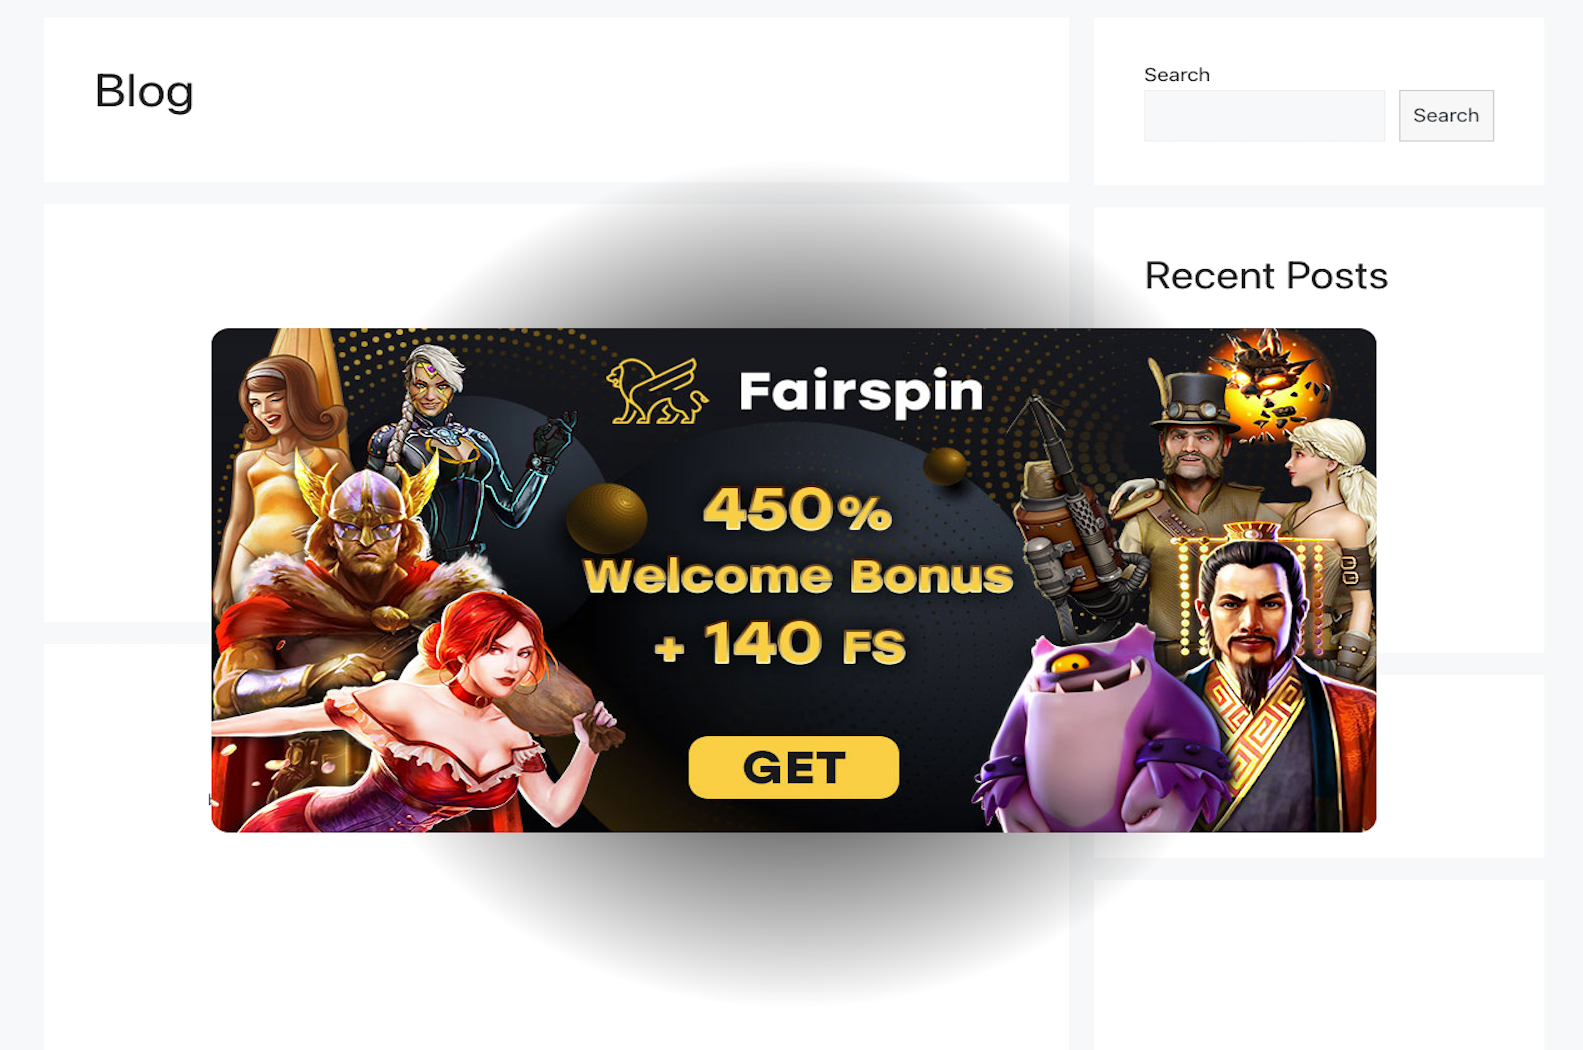 Blog
Search
Search
Recent Posts
Fairspin
450%
Welcome Bonus
+ 140 FS
GET